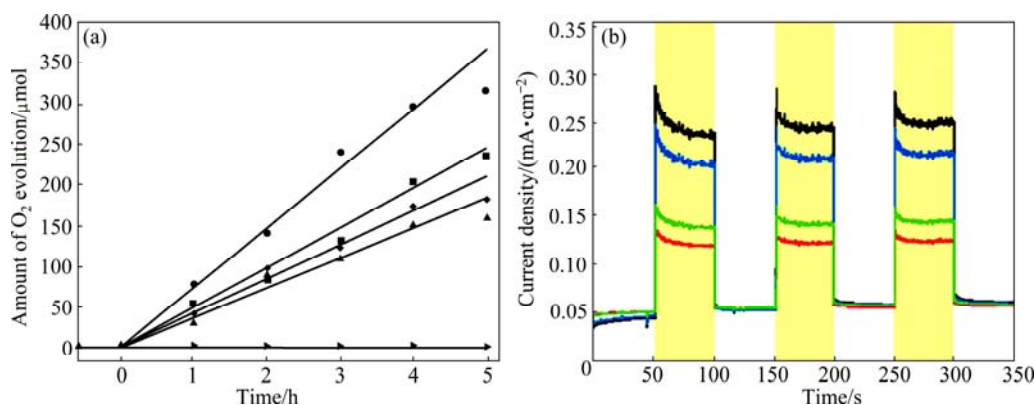 (a)
400
350
300
250
200
150
100
50
0
Amount of O₂ evolution/μmol
0 1 2 3 4 5
Time/h
(b)
0.35
0.30
0.25
0.20
0.15
0.10
0.05
0
Current density/(mA•cm⁻²)
50 100 150 200 250 300 350
Time/s